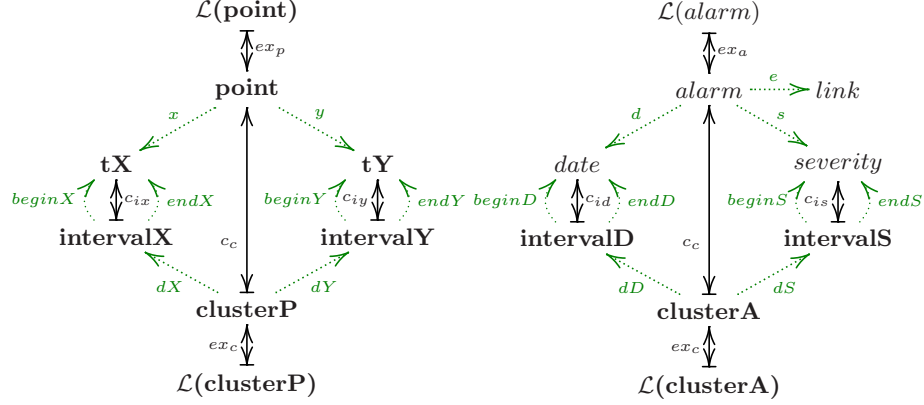 ℒ(point)
ex_p
point
x
y
tX
tY
beginX
c_ix
endX
beginY
c_iy
endY
intervalX
intervalY
c_c
dX
dY
clusterP
ex_c
ℒ(clusterP)
ℒ(alarm)
ex_a
alarm
e
link
d
s
date
severity
beginD
c_id
endD
beginS
c_is
endS
intervalD
intervalS
c_c
dD
dS
clusterA
ex_c
ℒ(clusterA)